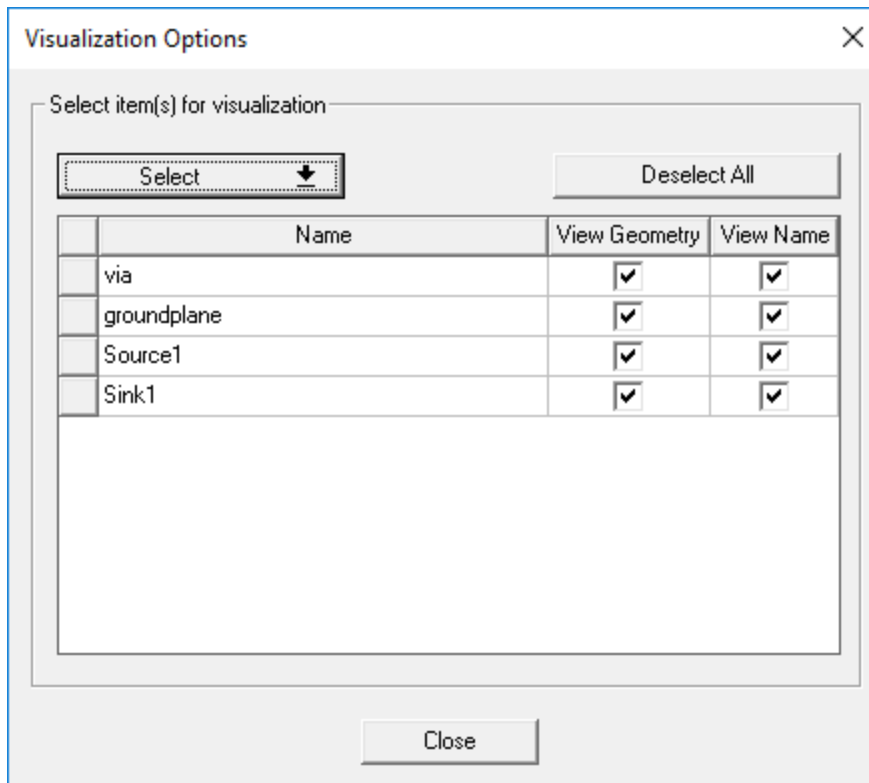 Visualization Options
Select item(s) for visualization
Select Deselect All
Name View Geometry View Name
via
groundplane
Source1
Sink1
Close